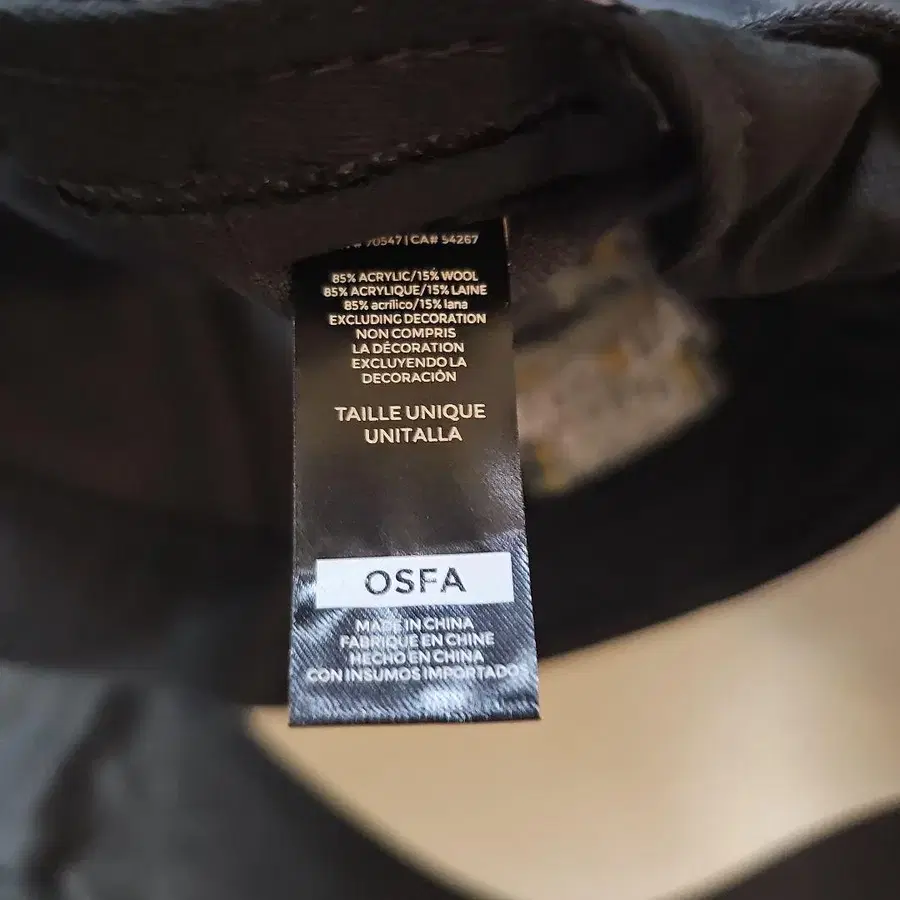 70547 | CA# 54267
85% ACRYLIC/15% WOOL
85% ACRYLIQUE/15% LAINE
85% acrílico/15% lana
EXCLUDING DECORATION
NON COMPRIS
LA DÉCORATION
EXCLUYENDO LA
DECORACIÓN
TAILLE UNIQUE
UNITALLA
OSFA
MADE IN CHINA
FABRIQUE EN CHINE
HECHO EN CHINA
CON INSUMOS IMPORTADOS